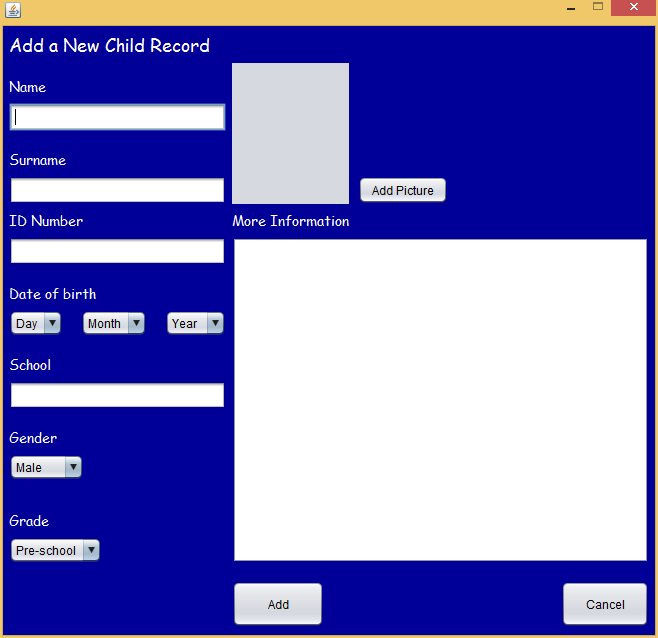 Add a New Child Record
Name
Surname
Add Picture
ID Number
More Information
Date of birth
Day
Month
Year
School
Gender
Male
Grade
Pre-school
Add
Cancel